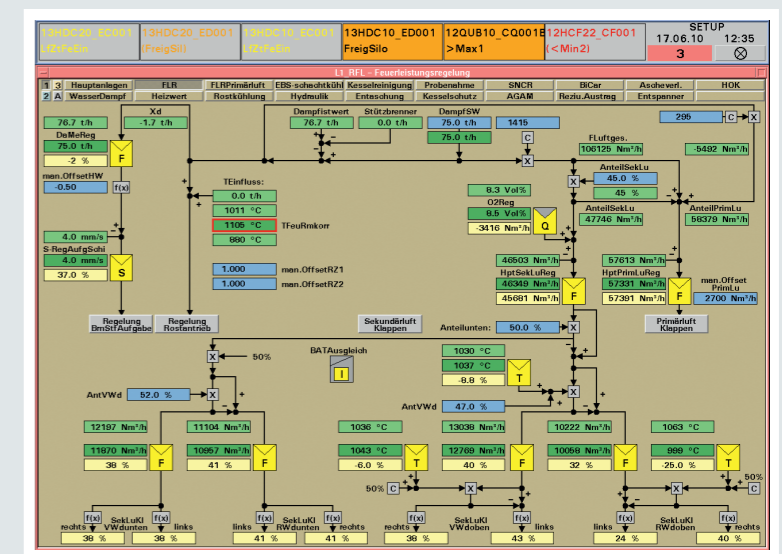 13HDC20_EC001 13HDC20_ED001 13HDC10_EC001 13HDC10_ED001 12QUB10_CQ001B 12HCF22_CF001 SETUP
LfZtFeEin (FreigSil) LfZtFeEin FreigSilo >Max1 (<Min2) 17.06.10 12:35
3
L1_RFL - Feuerleistungsregelung
1 3 Hauptanlagen FLR FLRPrimärluft EBS-schachtkühl Kesselreinigung Probenahme SNCR BiCar Ascheverl. HOK
2 A WasserDampf Heizwert Rostkühlung Hydraulik Entaschung Kesselschutz AGAM Reziu.Austrag Entspanner
Xd Dampfistwert Stützbrenner DampfSW
76.7 t/h -1.7 t/h 76.7 t/h 0.0 t/h 75.0 t/h 1415 295 C X
DaMeReg FLuftges.
75.0 t/h 75.0 t/h C 106125 Nm³/h -5492 Nm³/h
-2 % F X AnteilSekLu
man.OffsetHW X 45.0 %
-0.50 f(x) TEinfluss: 45 %
0.0 t/h 8.3 Vol% AnteilSekLu AnteilPrimLu
1011 °C O2Reg 47746 Nm³/h 58379 Nm³/h
1105 °C TFeuRmkorr 8.5 Vol%
4.0 mm/s 880 °C -3416 Nm³/h Q
S-RegAufgSchi 46503 Nm³/h 57613 Nm³/h
4.0 mm/s 1.000 man.OffsetRZ1 HptSekLuReg HptPrimLuReg man.Offset
37.0 % S 1.000 man.OffsetRZ2 46349 Nm³/h 57331 Nm³/h PrimLu
45681 Nm³/h F 57391 Nm³/h F 2700 Nm³/h
Regelung Regelung Sekundärluft Primärluft
BmStfAufgabe Rostantrieb Klappen Anteilunten: 50.0 % X Klappen
X 50% BATAusgleich 1030 °C
I 1037 °C
-8.8 % T
AntVWd 52.0 % X AntVWd 47.0 % X
12197 Nm³/h 11104 Nm³/h 1036 °C 13038 Nm³/h 10222 Nm³/h 1063 °C
11870 Nm³/h 10957 Nm³/h 1043 °C 12769 Nm³/h 10058 Nm³/h 999 °C
38 % F 41 % F -6.0 % T 40 % F 32 % F -25.0 % T
50% C X X C 50%
f(x) SekLuKl f(x) f(x) SekLuKl f(x) f(x) SekLuKl f(x) f(x) SekLuKl f(x)
rechts VWdunten links links RWdunten rechts rechts VWdoben links links RWdoben rechts
38 % 38 % 41 % 41 % 38 % 43 % 24 % 40 %